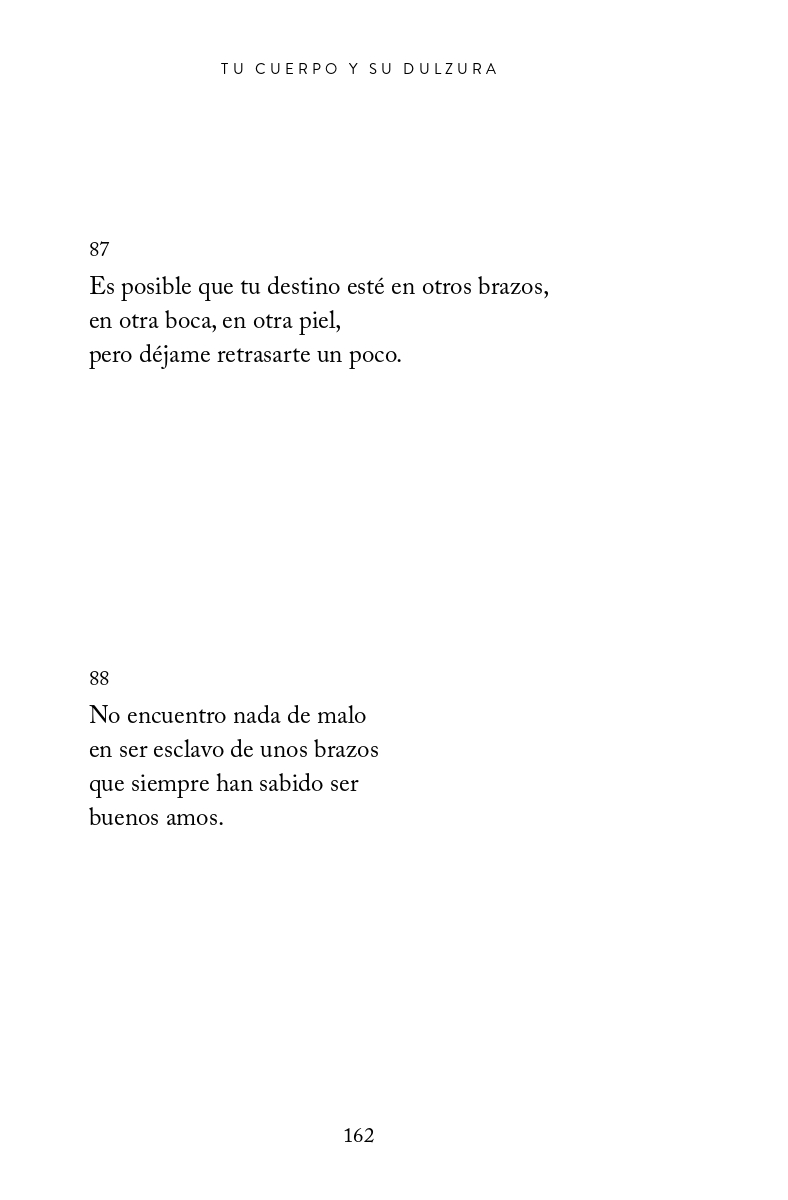 TU CUERPO Y SU DULZURA
87
Es posible que tu destino esté en otros brazos,
en otra boca, en otra piel,
pero déjame retrasarte un poco.
88
No encuentro nada de malo
en ser esclavo de unos brazos
que siempre han sabido ser
buenos amos.
162